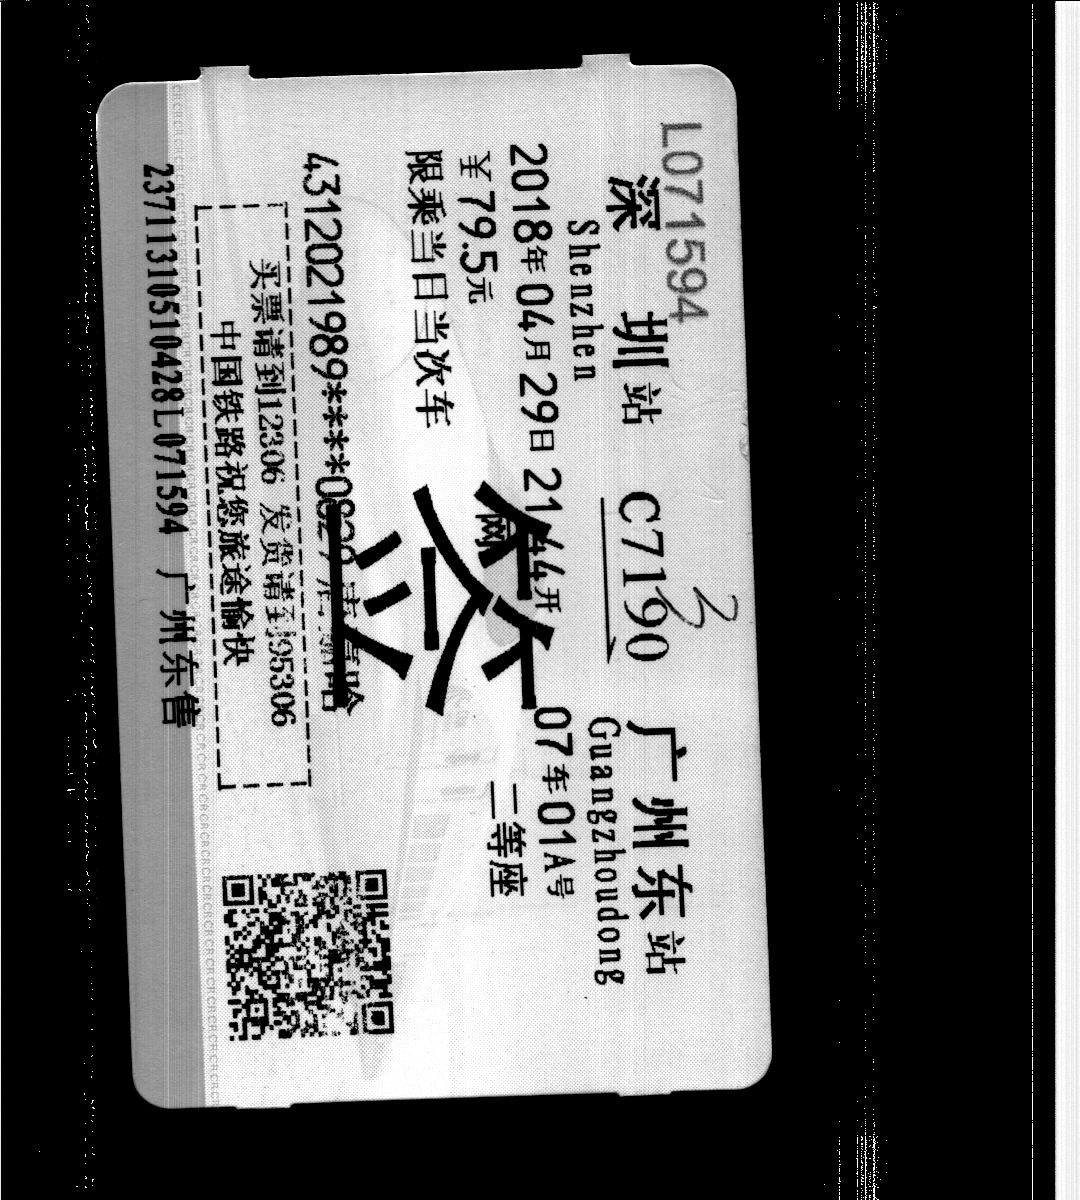 L071594
深圳站 C7190 广州东站
Shenzhen Guangzhoudong
2018年04月29日21:44开 07车01A号
￥79.5元 网 二等座
限乘当日当次车
4312021989****08
买票请到12306 发货请到95306
中国铁路祝您旅途愉快
23711310510428L071594 广州东售